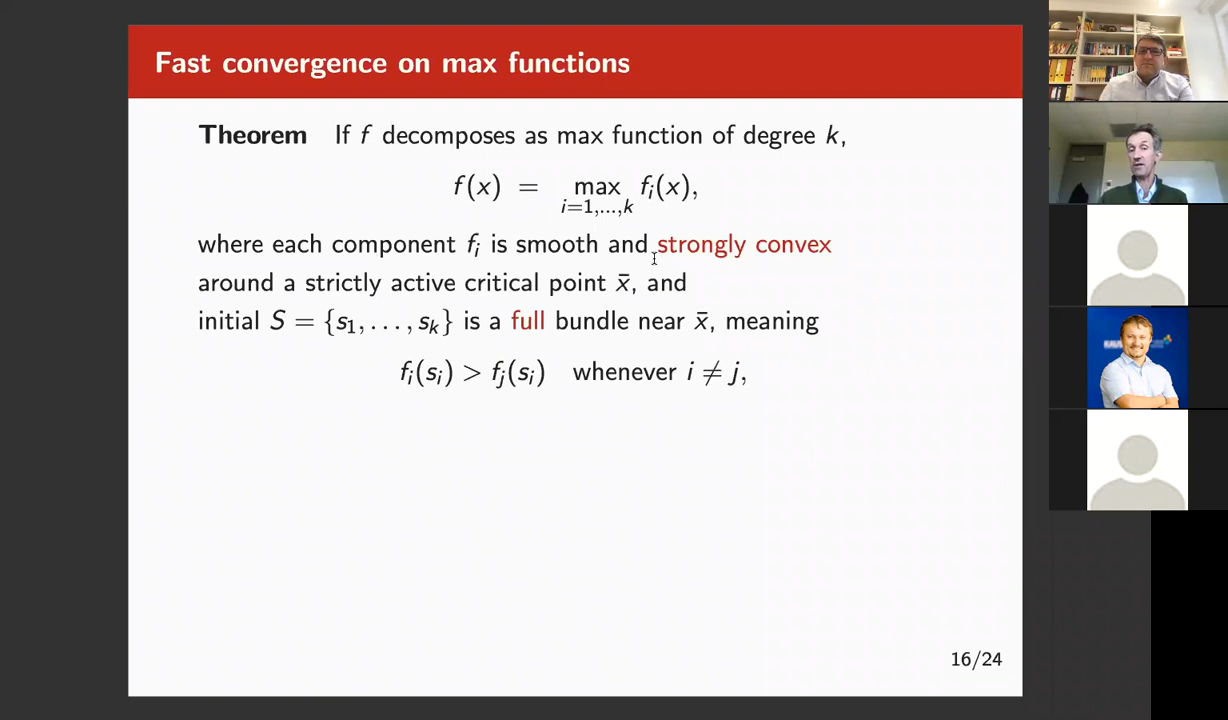 Fast convergence on max functions
Theorem If f decomposes as max function of degree k,
f(x) = max f_i(x),
i=1,...,k
where each component f_i is smooth and strongly convex
around a strictly active critical point x̄, and
initial S = {s_1, . . . , s_k} is a full bundle near x̄, meaning
f_i(s_i) > f_j(s_i) whenever i ≠ j,
16/24